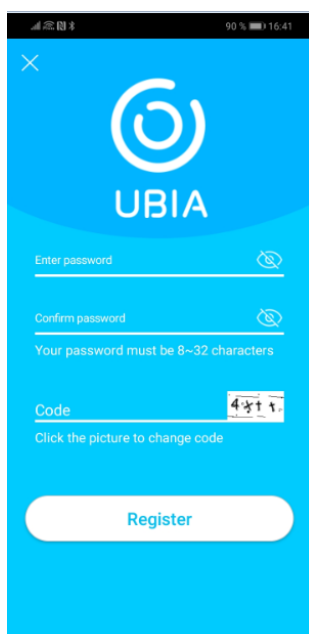 90 % 16:41
UBIA
Enter password
Confirm password
Your password must be 8~32 characters
Code
Click the picture to change code
Register